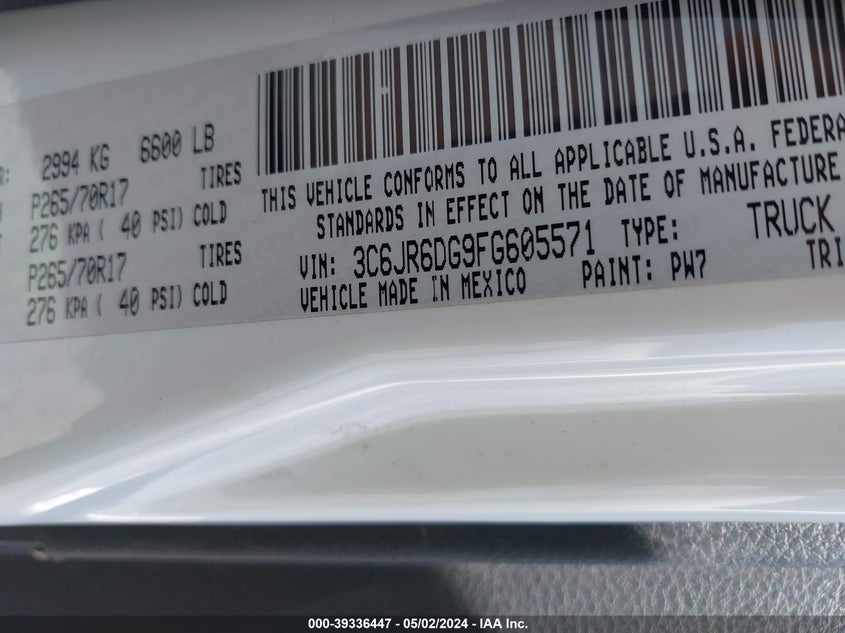 R: 2994 KG 6600 LB
P265/70R17 TIRES
276 KPA ( 40 PSI) COLD
P265/70R17 TIRES
276 KPA ( 40 PSI) COLD
THIS VEHICLE CONFORMS TO ALL APPLICABLE U.S.A. FEDERA
STANDARDS IN EFFECT ON THE DATE OF MANUFACTURE
VIN: 3C6JR6DG9FG605571 TYPE: TRUCK
VEHICLE MADE IN MEXICO PAINT: PW7 TRI
000-39336447 - 05/02/2024 - IAA Inc.